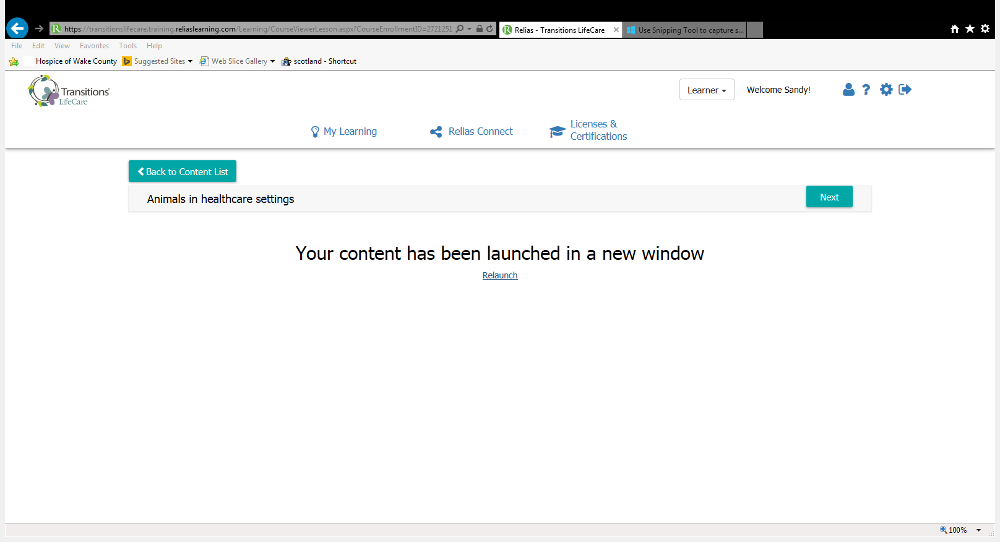 https://transitionslifecare.training.reliaslearning.com/Learning/CourseViewerLesson.aspx?CourseEnrollmentID=2721251
Relias - Transitions LifeCare
Use Snipping Tool to capture s...
File Edit View Favorites Tools Help
Hospice of Wake County Suggested Sites Web Slice Gallery scotland - Shortcut
Transitions
LifeCare
Learner
Welcome Sandy!
My Learning
Relias Connect
Licenses &
Certifications
Back to Content List
Animals in healthcare settings
Next
Your content has been launched in a new window
Relaunch
100%